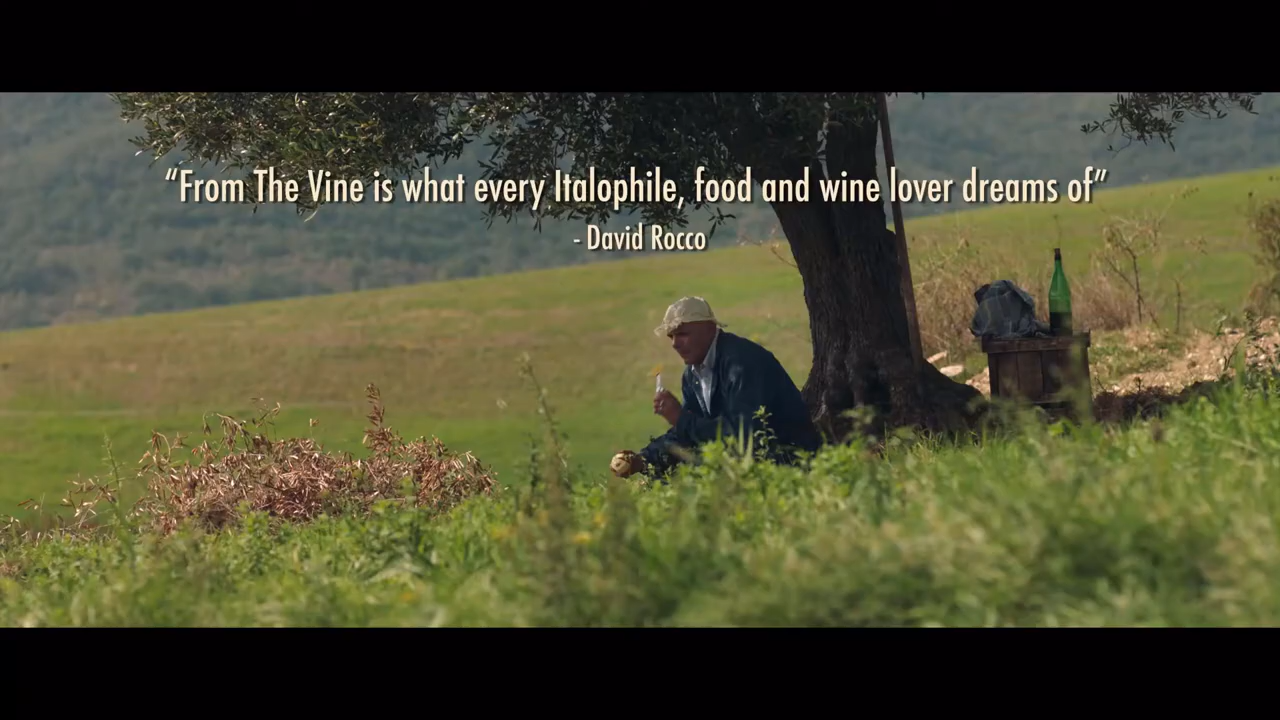 “From The Vine is what every Italophile, food and wine lover dreams of”
- David Rocco